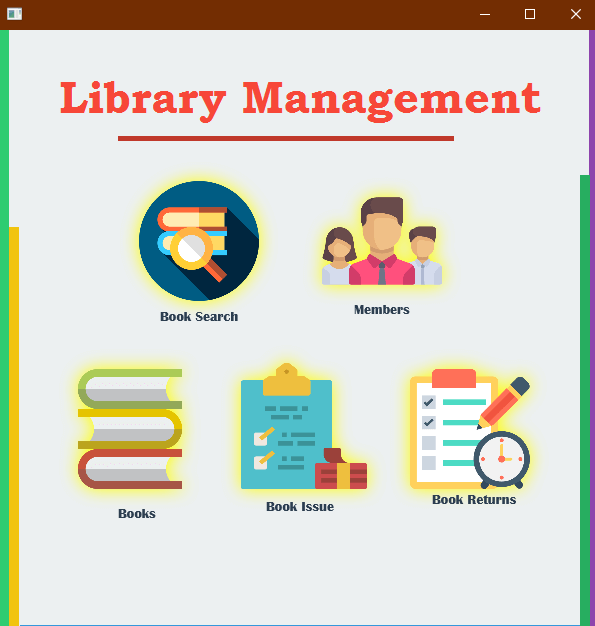 Library Management
Book Search
Members
Books
Book Issue
Book Returns